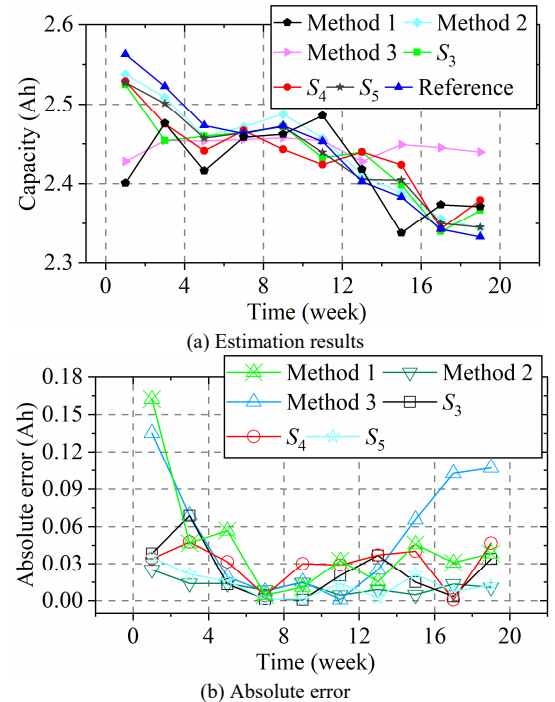 2.6
Method 1 Method 2
Method 3 S3
S4 S5 Reference
2.5
2.4
2.3
Capacity (Ah)
0 4 8 12 16 20
Time (week)
(a) Estimation results
0.18
Method 1 Method 2
Method 3 S3
S4 S5
0.15
0.12
0.09
0.06
0.03
0.00
Absolute error (Ah)
0 4 8 12 16 20
Time (week)
(b) Absolute error